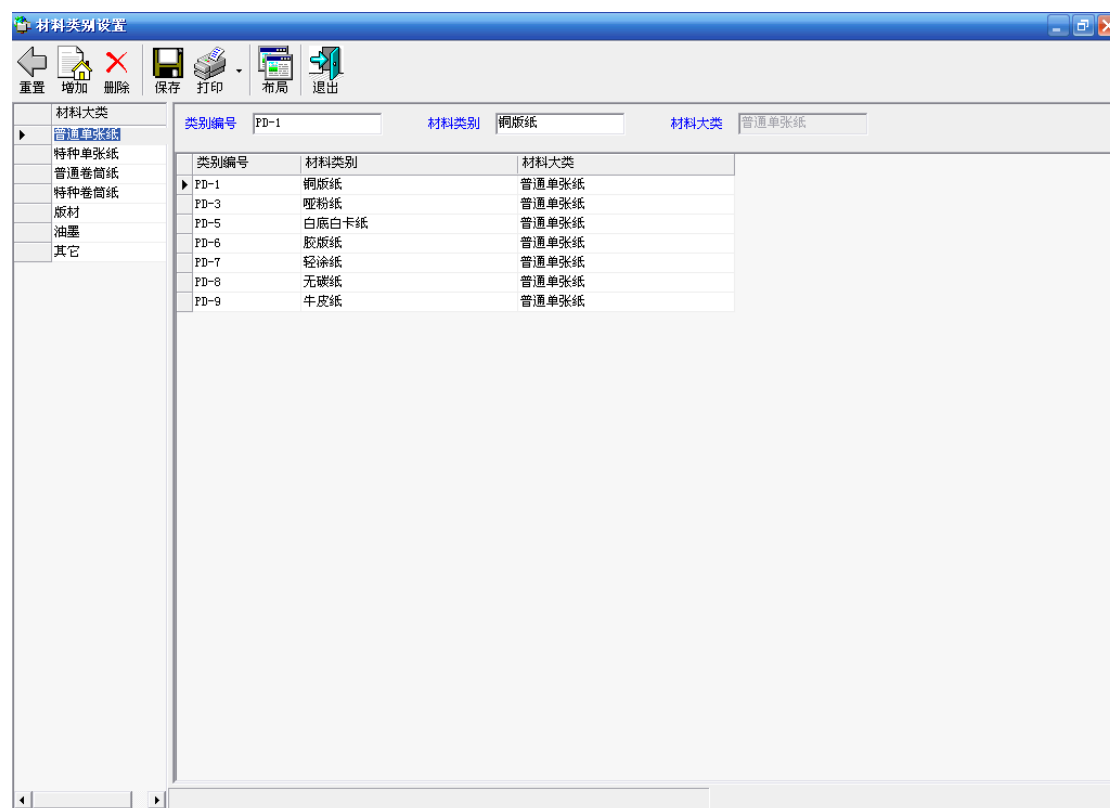 材料类别设置
重置 增加 删除 保存 打印 布局 退出
材料大类
普通单张纸
特种单张纸
普通卷筒纸
特种卷筒纸
版材
油墨
其它
类别编号 PD-1 材料类别 铜版纸 材料大类 普通单张纸
类别编号 材料类别 材料大类
PD-1 铜版纸 普通单张纸
PD-3 哑粉纸 普通单张纸
PD-5 白底白卡纸 普通单张纸
PD-6 胶版纸 普通单张纸
PD-7 轻涂纸 普通单张纸
PD-8 无碳纸 普通单张纸
PD-9 牛皮纸 普通单张纸